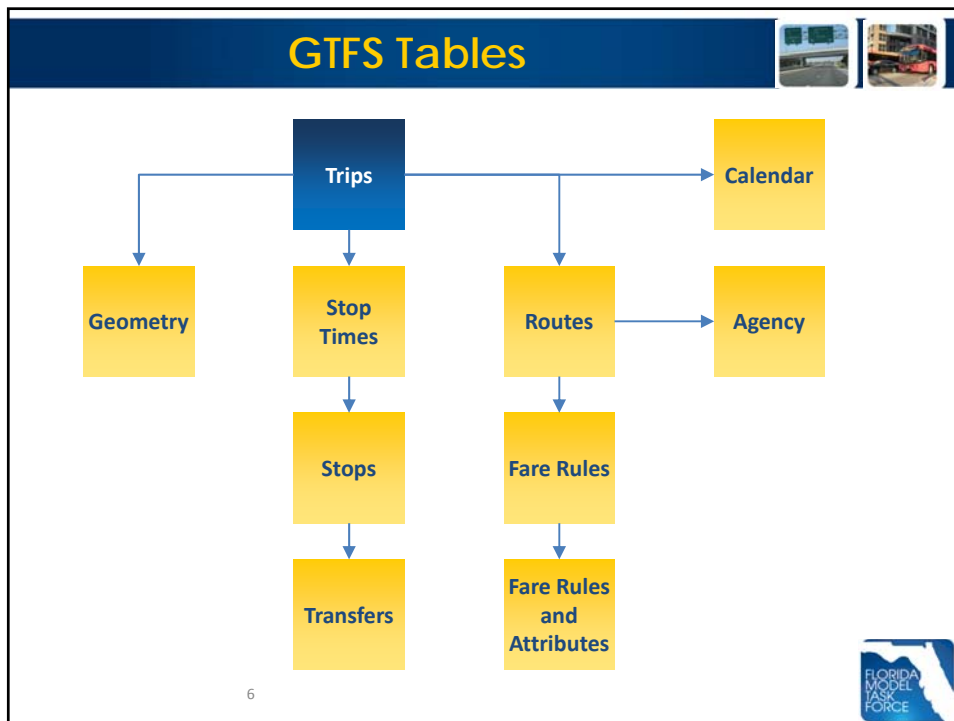 GTFS Tables
Trips
Calendar
Geometry
Stop
Times
Routes
Agency
Stops
Fare Rules
Transfers
Fare Rules
and
Attributes
6
FLORIDA
MODEL
TASK
FORCE